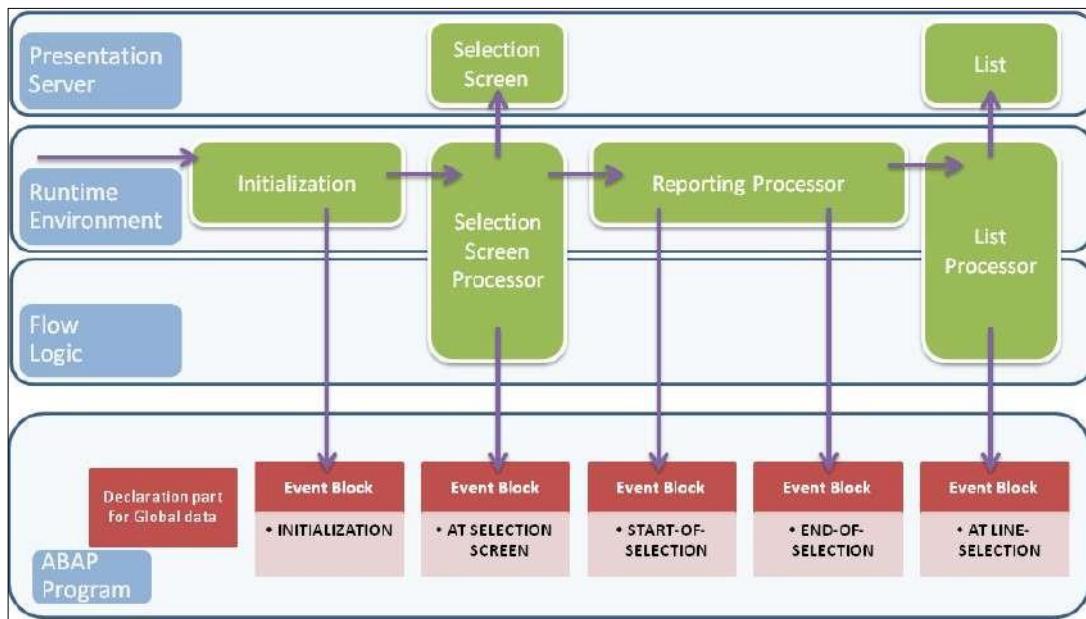 Presentation
Server
Selection
Screen
List
Runtime
Environment
Initialization
Selection
Screen
Processor
Reporting Processor
List
Processor
Flow
Logic
Declaration part
for Global data
Event Block
• INITIALIZATION
Event Block
• AT SELECTION
SCREEN
Event Block
• START-OF-
SELECTION
Event Block
• END-OF-
SELECTION
Event Block
• AT LINE-
SELECTION
ABAP
Program